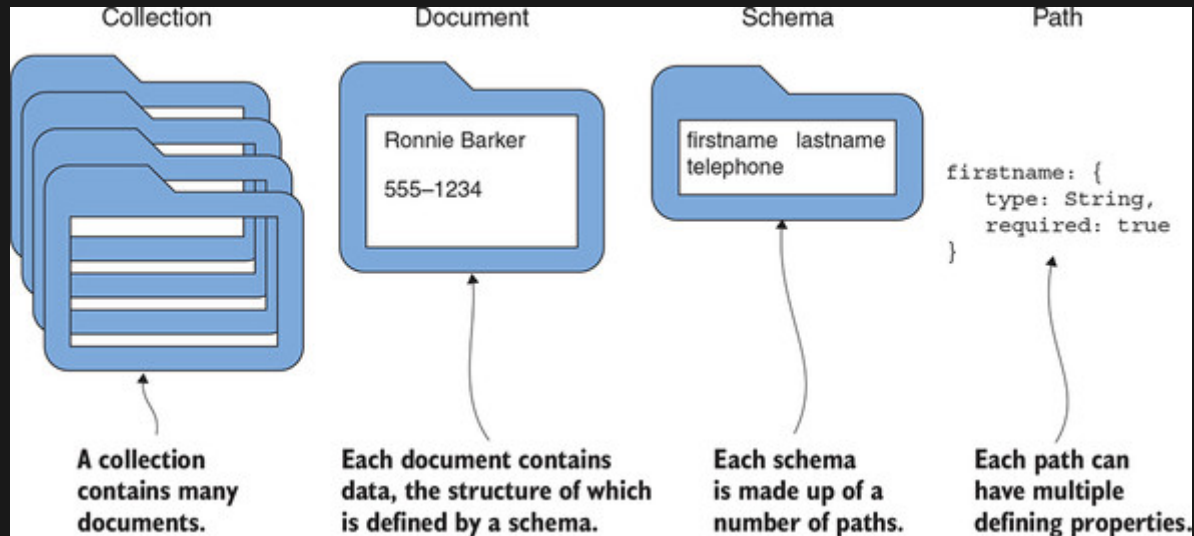 Collection
Document
Schema
Path
Ronnie Barker
555–1234
firstname lastname
telephone
firstname: {
type: String,
required: true
}
A collection
contains many
documents.
Each document contains
data, the structure of which
is defined by a schema.
Each schema
is made up of a
number of paths.
Each path can
have multiple
defining properties.